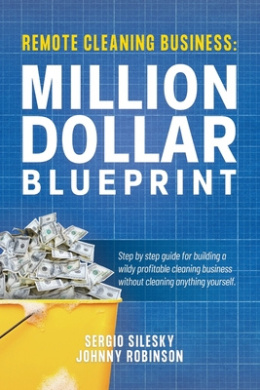 REMOTE CLEANING BUSINESS:
MILLION
DOLLAR
BLUEPRINT
Step by step guide for building a
wildy profitable cleaning business
without cleaning anything yourself.
SERGIO SILESKY
JOHNNY ROBINSON